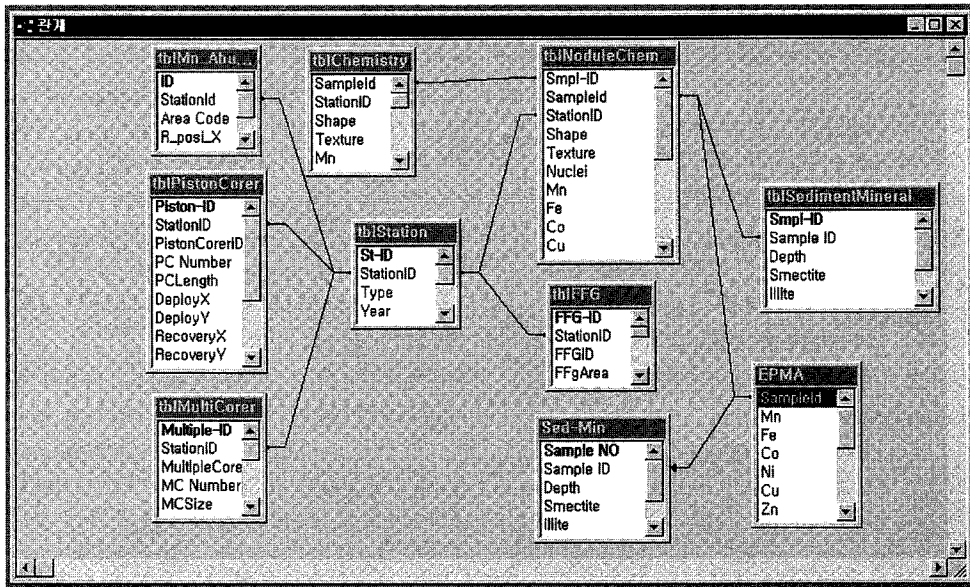 관계
tblMn_Abu...
ID
StationId
Area Code
R_posi_X
tblChemistry
SampleId
StationID
Shape
Texture
Mn
tblNoduleChem
Smpl-ID
SampleId
StationID
Shape
Texture
Nuclei
Mn
Fe
Co
Cu
tblPistonCorer
Piston-ID
StationID
PistonCorerID
PC Number
PCLength
DeployX
DeployY
RecoveryX
RecoveryY
tblStation
St-ID
StationID
Type
Year
tblSedimentMineral
Smpl-ID
Sample ID
Depth
Smectite
Illite
tblFFG
FFG-ID
StationID
FFGID
FFgArea
tblMultiCorer
Multiple-ID
StationID
MultipleCore
MC Number
MCSize
Sed-Min
Sample NO
Sample ID
Depth
Smectite
Illite
EPMA
SampleId
Mn
Fe
Co
Ni
Cu
Zn